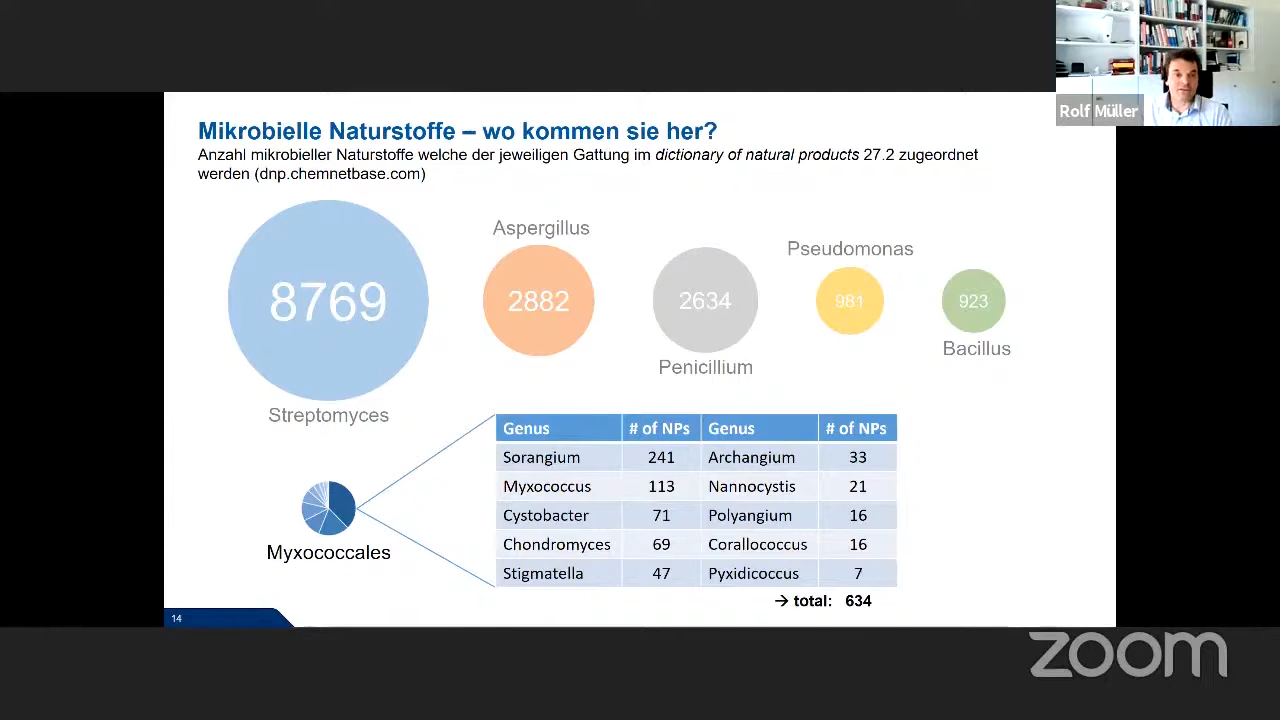 Rolf Müller
Mikrobielle Naturstoffe – wo kommen sie her?
Anzahl mikrobieller Naturstoffe welche der jeweiligen Gattung im dictionary of natural products 27.2 zugeordnet
werden (dnp.chemnetbase.com)
Aspergillus
Pseudomonas
8769
2882
2634
981
923
Bacillus
Penicillium
Streptomyces
Genus # of NPs Genus # of NPs
Sorangium 241 Archangium 33
Myxococcus 113 Nannocystis 21
Cystobacter 71 Polyangium 16
Chondromyces 69 Corallococcus 16
Stigmatella 47 Pyxidicoccus 7
Myxococcales
→ total: 634
14
zoom